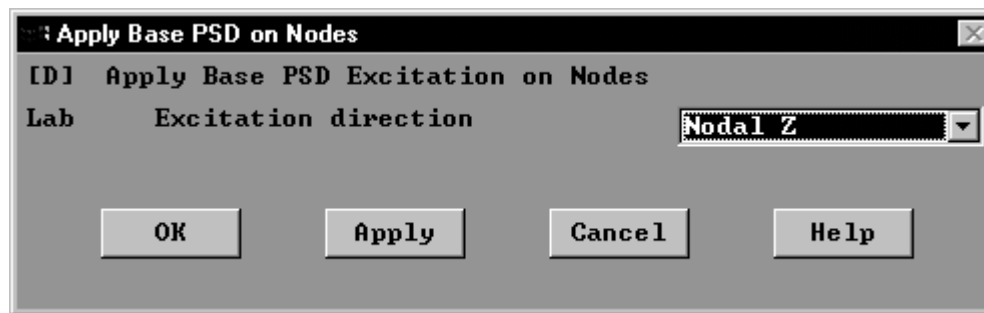 Apply Base PSD on Nodes
[D] Apply Base PSD Excitation on Nodes
Lab Excitation direction Nodal Z
OK Apply Cancel Help